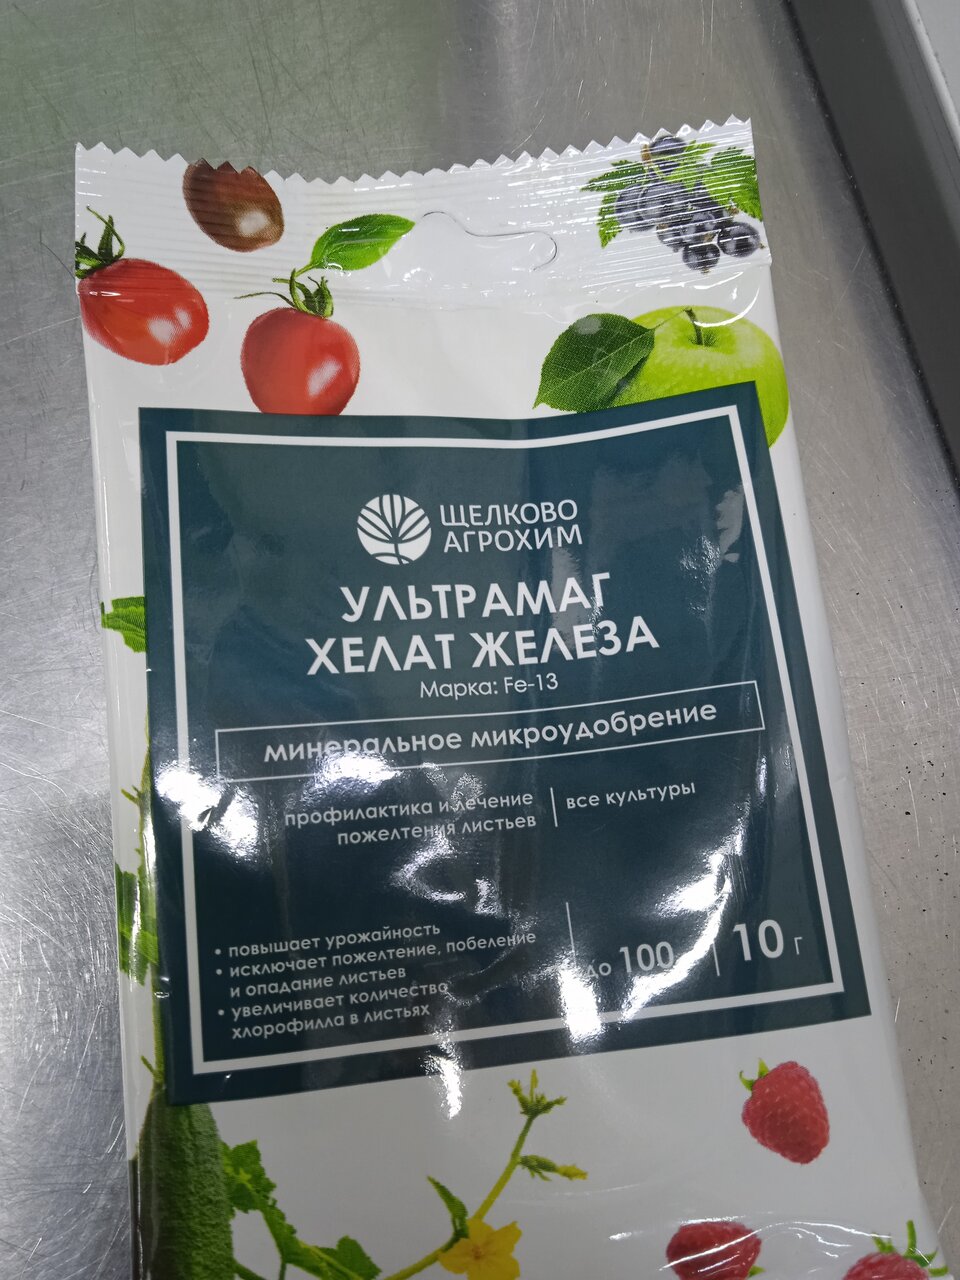 ЩЕЛКОВО
АГРОХИМ
УЛЬТРАМАГ
ХЕЛАТ ЖЕЛЕЗА
Марка: Fe-13
минеральное микроудобрение
профилактика и лечение
пожелтения листьев
все культуры
• повышает урожайность
• исключает пожелтение, побеление
и опадание листьев
• увеличивает количество
хлорофилла в листьях
до 100
10 г